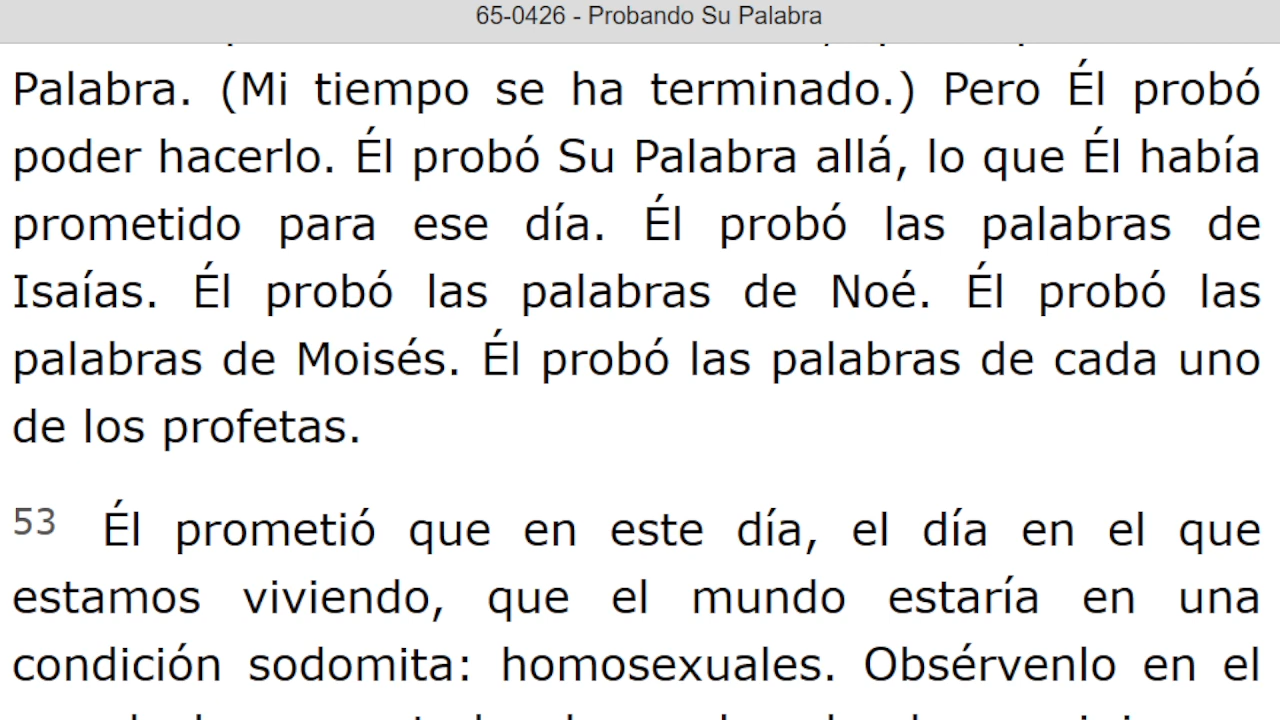 65-0426 - Probando Su Palabra
Palabra. (Mi tiempo se ha terminado.) Pero Él probó
poder hacerlo. Él probó Su Palabra allá, lo que Él había
prometido para ese día. Él probó las palabras de
Isaías. Él probó las palabras de Noé. Él probó las
palabras de Moisés. Él probó las palabras de cada uno
de los profetas.
53 Él prometió que en este día, el día en el que
estamos viviendo, que el mundo estaría en una
condición sodomita: homosexuales. Obsérvenlo en el